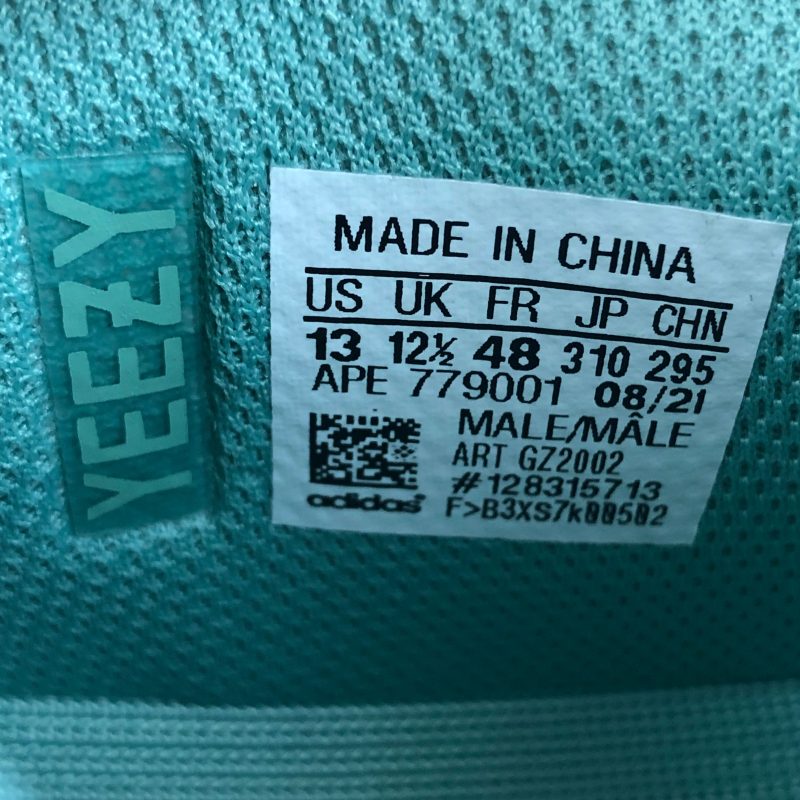 YEEZY
MADE IN CHINA
US UK FR JP CHN
13 12½ 48 310 295
APE 779001 08/21
MALE/MÂLE
ART GZ2002
#128315713
adidas
F>B3XS7k00502